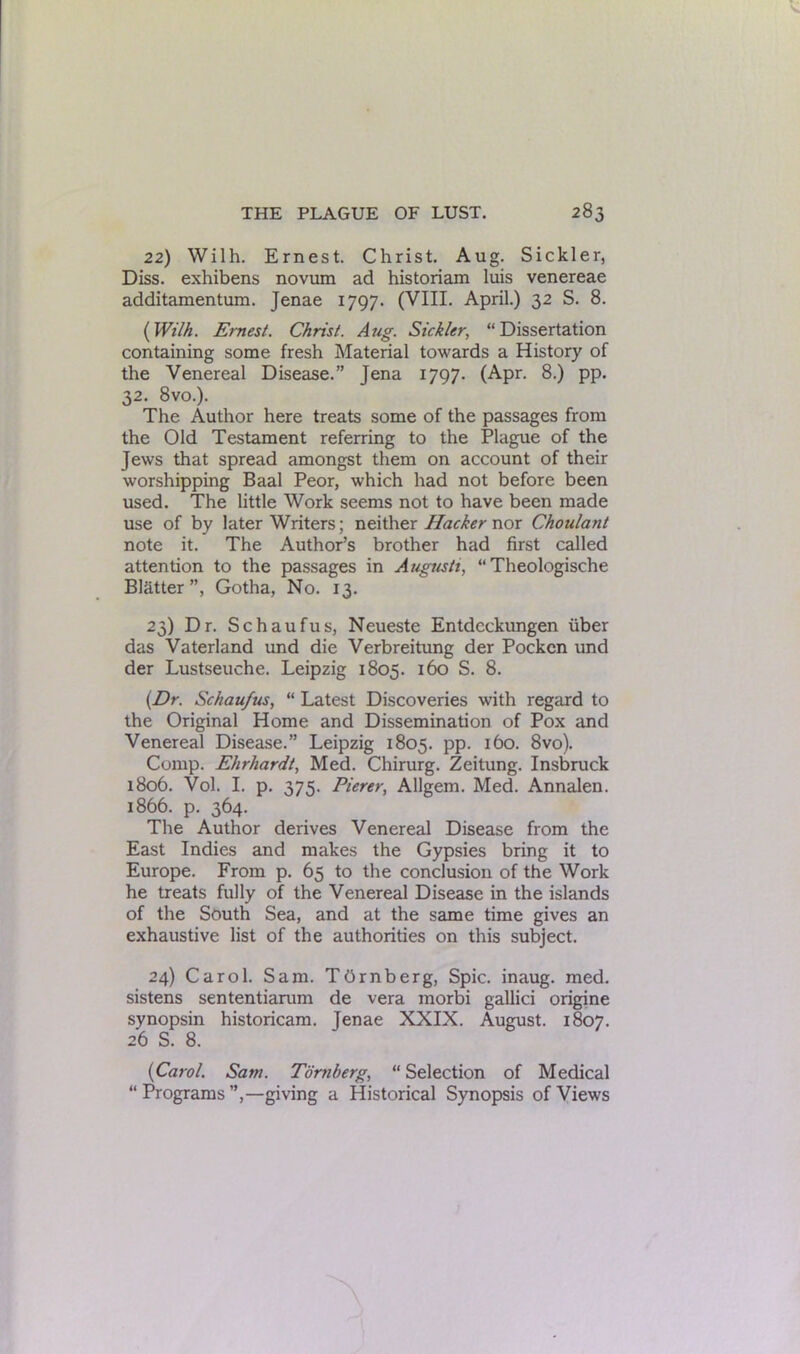 THE PLAGUE OF LUST. 283
22) Wilh. Ernest. Christ. Aug. Sickler,
Diss. exhibens novum ad historiam luis venereae
additamentum. Jenae 1797. (VIII. April.) 32 S. 8.
(Wilh. Ernest. Christ. Aug. Sickler, “Dissertation
containing some fresh Material towards a History of
the Venereal Disease.” Jena 1797. (Apr. 8.) pp.
32. 8vo.).
The Author here treats some of the passages from
the Old Testament referring to the Plague of the
Jews that spread amongst them on account of their
worshipping Baal Peor, which had not before been
used. The little Work seems not to have been made
use of by later Writers; neither Hacker nor Choulant
note it. The Author’s brother had first called
attention to the passages in Augusti, “Theologische
Blätter”, Gotha, No. 13.
23) Dr. Schaufus, Neueste Entdeckungen über
das Vaterland und die Verbreitung der Pocken und
der Lustseuche. Leipzig 1805. 160 S. 8.
(Dr. Schaufus, “Latest Discoveries with regard to
the Original Home and Dissemination of Pox and
Venereal Disease.” Leipzig 1805. pp. 160. 8vo).
Comp. Ehrhardt, Med. Chirurg. Zeitung. Insbruck
1806. Vol. I. p. 375. Pierer, Allgem. Med. Annalen.
1866. p. 364.
The Author derives Venereal Disease from the
East Indies and makes the Gypsies bring it to
Europe. From p. 65 to the conclusion of the Work
he treats fully of the Venereal Disease in the islands
of the South Sea, and at the same time gives an
exhaustive list of the authorities on this subject.
24) Carol. Sam. Törnberg, Spic. inaug. med.
sistens sententiarum de vera morbi gallici origine
synopsin historicam. Jenae XXIX. August. 1807.
26 S. 8.
(Carol. Sam. Törnberg, “Selection of Medical
“Programs”,—giving a Historical Synopsis of Views